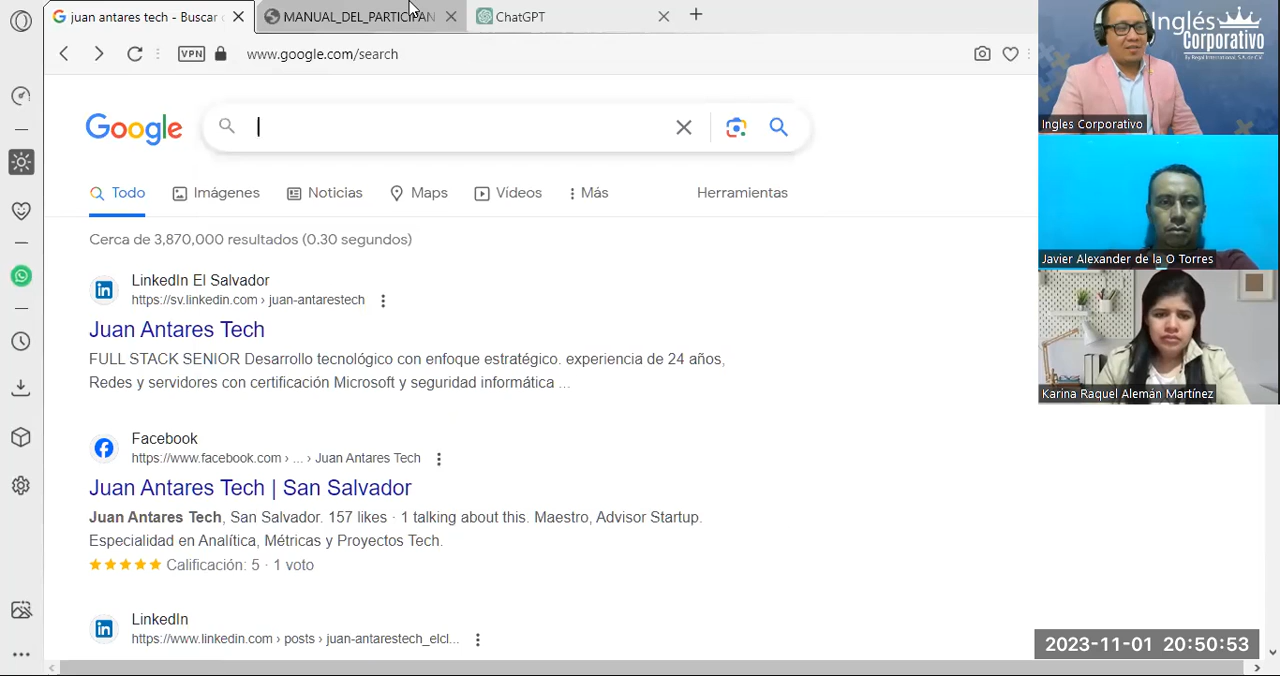 juan antares tech - Buscar
MANUAL_DEL_PARTICIPAN
ChatGPT
VPN
www.google.com/search
Google
Todo
Imágenes
Noticias
Maps
Vídeos
Más
Herramientas
Cerca de 3,870,000 resultados (0.30 segundos)
LinkedIn El Salvador
https://sv.linkedin.com › juan-antarestech
Juan Antares Tech
FULL STACK SENIOR Desarrollo tecnológico con enfoque estratégico. experiencia de 24 años,
Redes y servidores con certificación Microsoft y seguridad informática ...
Facebook
https://www.facebook.com › ... › Juan Antares Tech
Juan Antares Tech | San Salvador
Juan Antares Tech, San Salvador. 157 likes · 1 talking about this. Maestro, Advisor Startup.
Especialidad en Analítica, Métricas y Proyectos Tech.
Calificación: 5 · 1 voto
LinkedIn
https://www.linkedin.com › posts › juan-antarestech_elcl...
Inglés
Corporativo
By Regal International, S.A. de C.V.
Ingles Corporativo
Javier Alexander de la O Torres
Karina Raquel Alemán Martínez
2023-11-01 20:50:53